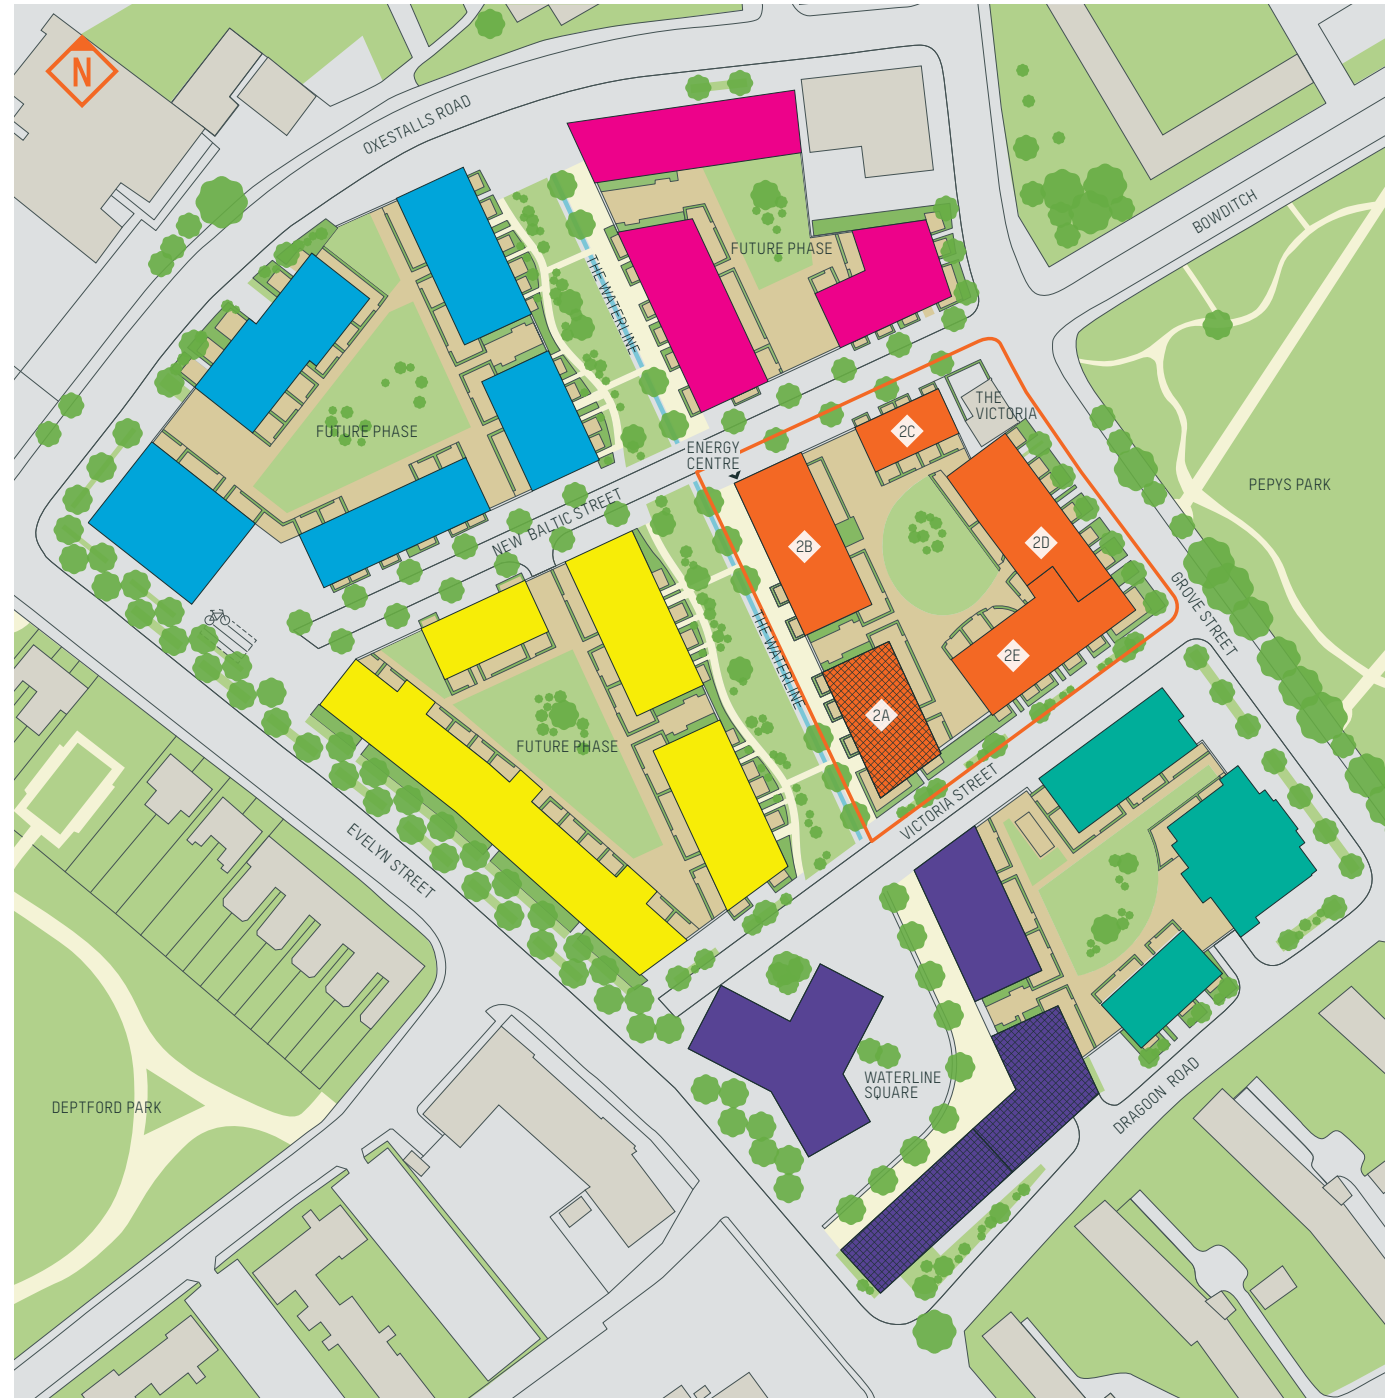 N
OXESTALLS ROAD
BOWDITCH
FUTURE PHASE
THE WATERLINE
THE
VICTORIA
FUTURE PHASE
2C
ENERGY
CENTRE
PEPYS PARK
NEW BALTIC STREET
2B
2D
GROVE STREET
THE WATERLINE
2E
2A
FUTURE PHASE
VICTORIA STREET
EVELYN STREET
WATERLINE
SQUARE
DEPTFORD PARK
DRAGOON ROAD